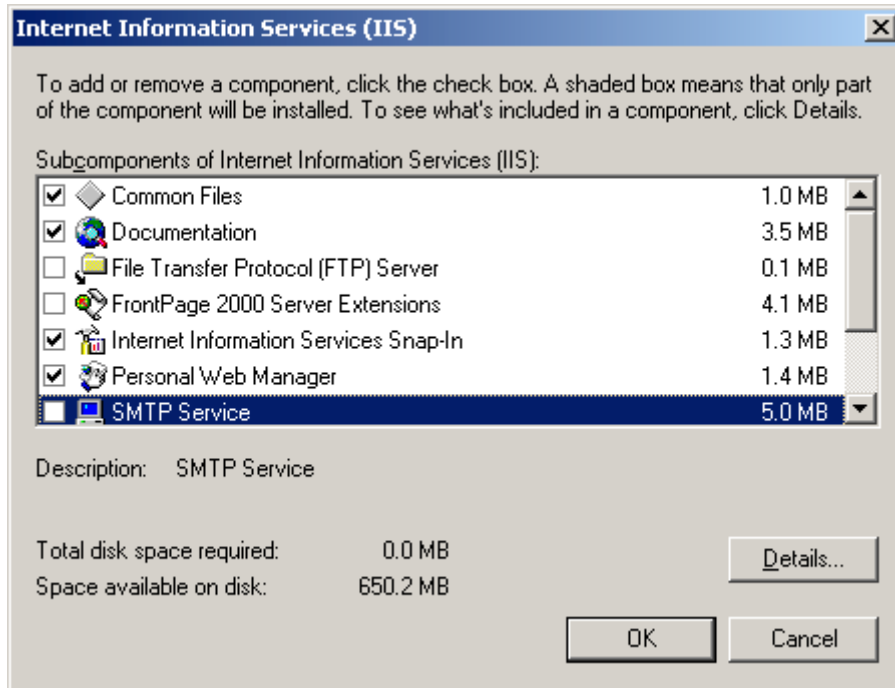 Internet Information Services (IIS)
To add or remove a component, click the check box. A shaded box means that only part
of the component will be installed. To see what's included in a component, click Details.
Subcomponents of Internet Information Services (IIS):
Common Files 1.0 MB
Documentation 3.5 MB
File Transfer Protocol (FTP) Server 0.1 MB
FrontPage 2000 Server Extensions 4.1 MB
Internet Information Services Snap-In 1.3 MB
Personal Web Manager 1.4 MB
SMTP Service 5.0 MB
Description: SMTP Service
Total disk space required: 0.0 MB
Details...
Space available on disk: 650.2 MB
OK Cancel